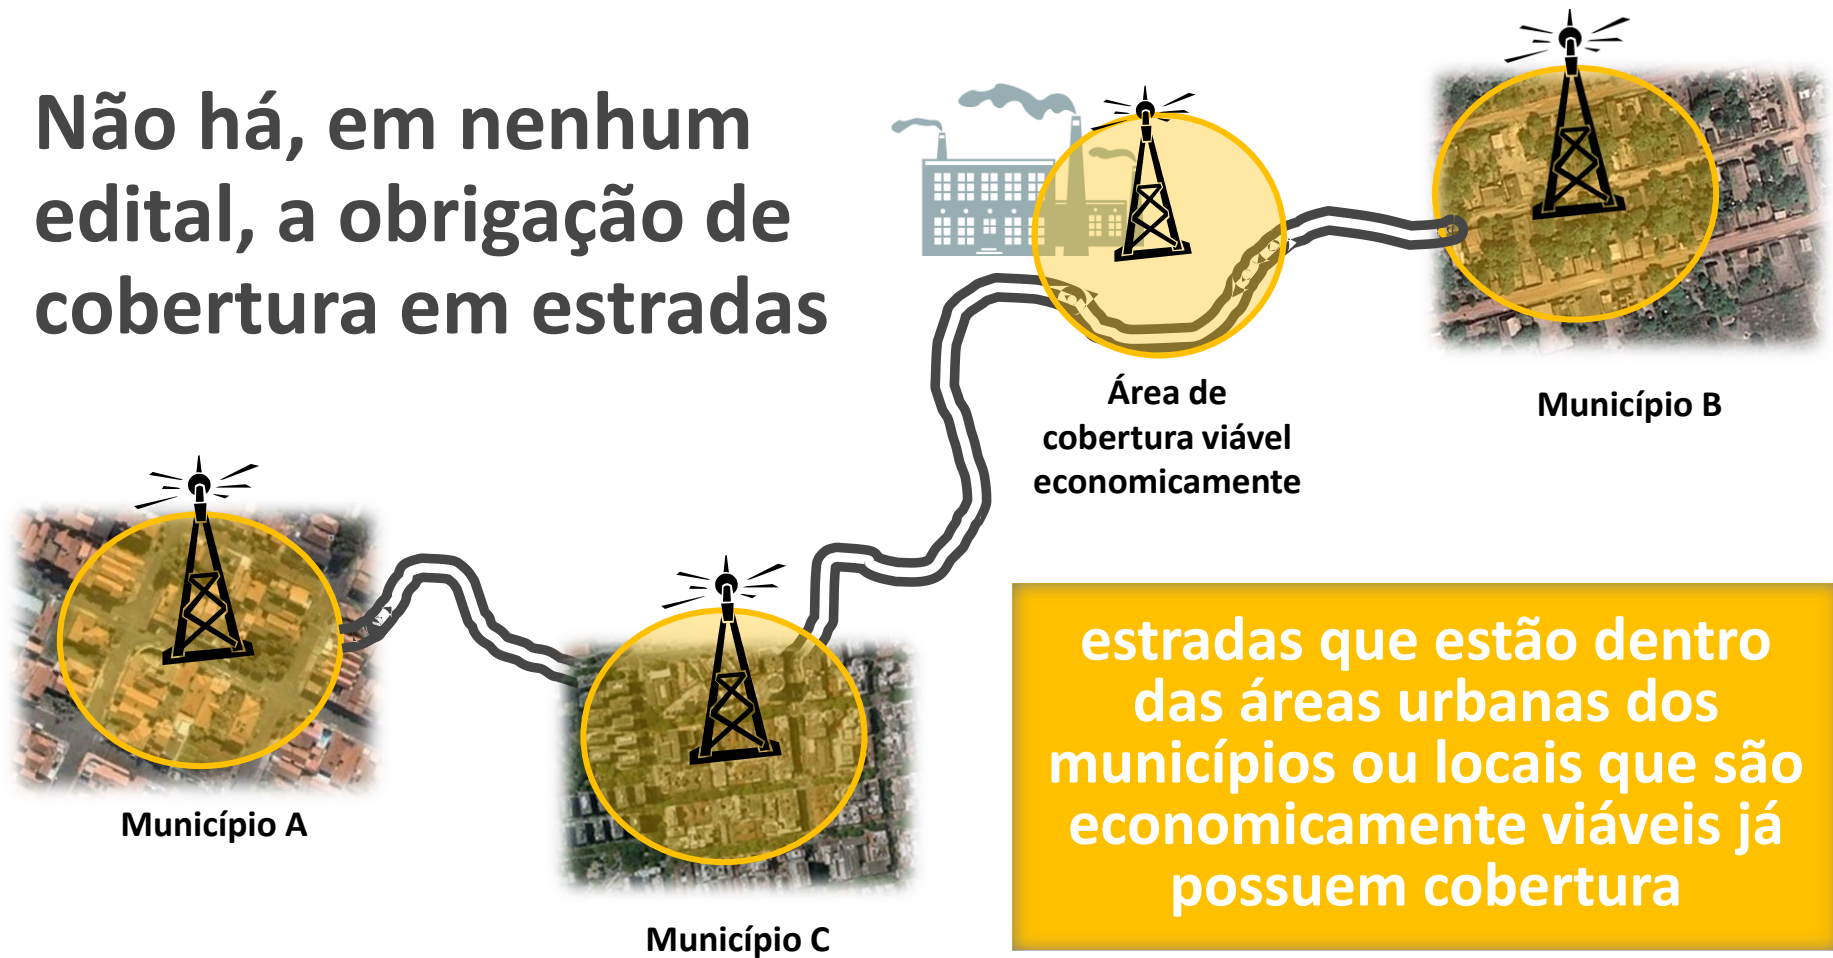 Não há, em nenhum
edital, a obrigação de
cobertura em estradas
Área de
cobertura viável
economicamente
Município B
Município A
Município C
estradas que estão dentro
das áreas urbanas dos
municípios ou locais que são
economicamente viáveis já
possuem cobertura